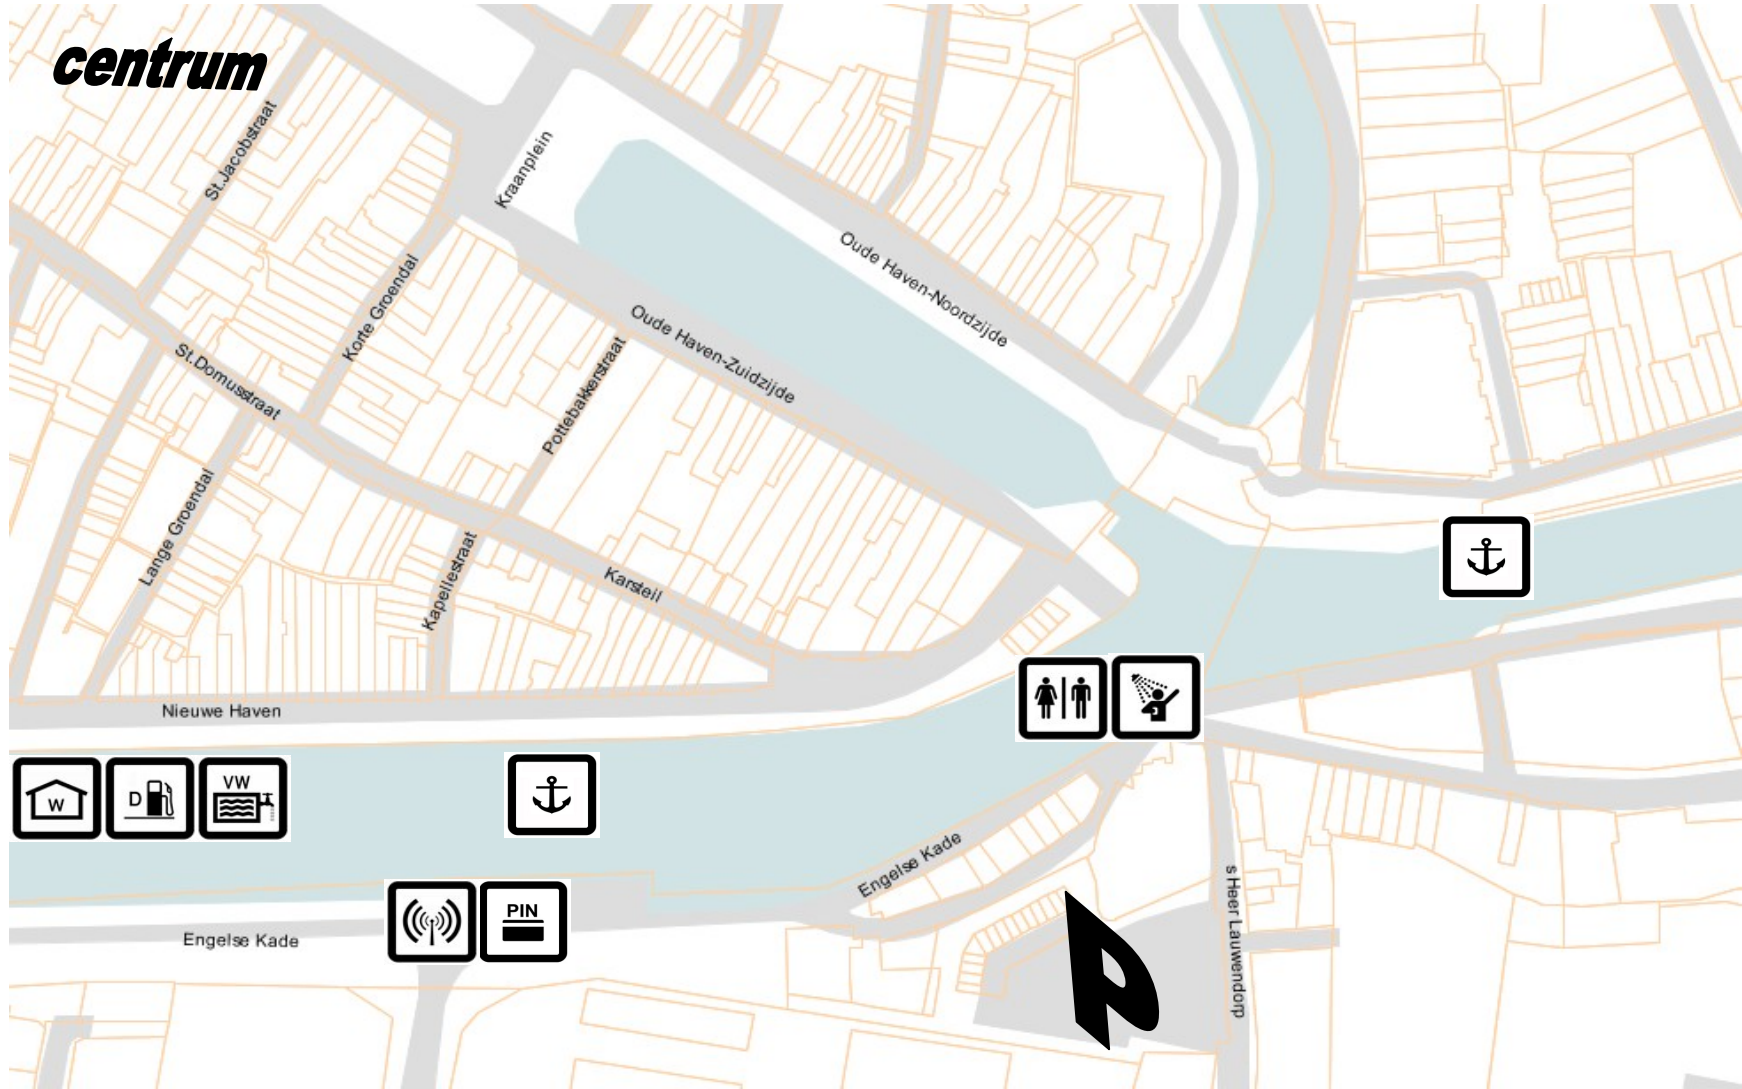 centrum
St.Jacobstraat
Kraanplein
Korte Groendal
Oude Haven-Noordzijde
Oude Haven-Zuidzijde
St.Domusstraat
Pottebakkerstraat
Lange Groendal
Kapellestraat
Karsteil
Nieuwe Haven
W
D
VW
Engelse Kade
PIN
Engelse Kade
s Heer Lauwendorp
P